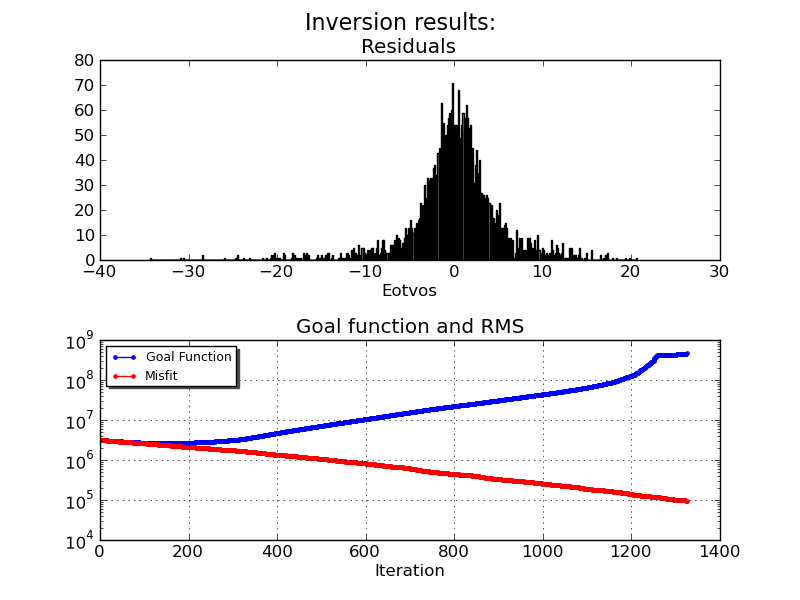 Inversion results:
Residuals
80
70
60
50
40
30
20
10
0
−40 −30 −20 −10 0 10 20 30
Eotvos
Goal function and RMS
10^9
Goal Function
Misfit
10^8
10^7
10^6
10^5
10^4
0 200 400 600 800 1000 1200 1400
Iteration